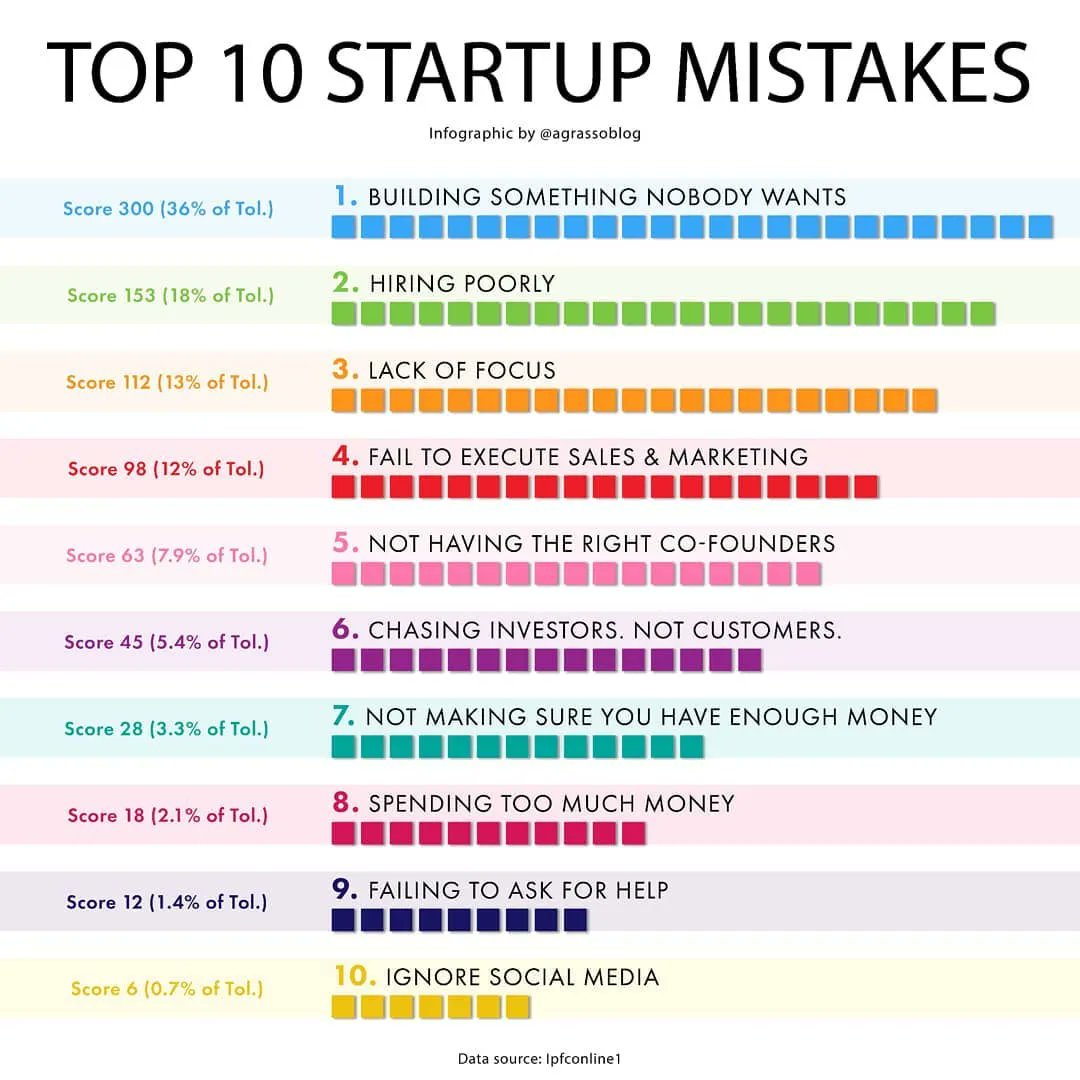 TOP 10 STARTUP MISTAKES
Infographic by @agrassoblog
Score 300 (36% of Tol.)
1. BUILDING SOMETHING NOBODY WANTS
Score 153 (18% of Tol.)
2. HIRING POORLY
Score 112 (13% of Tol.)
3. LACK OF FOCUS
Score 98 (12% of Tol.)
4. FAIL TO EXECUTE SALES & MARKETING
Score 63 (7.9% of Tol.)
5. NOT HAVING THE RIGHT CO-FOUNDERS
Score 45 (5.4% of Tol.)
6. CHASING INVESTORS. NOT CUSTOMERS.
Score 28 (3.3% of Tol.)
7. NOT MAKING SURE YOU HAVE ENOUGH MONEY
Score 18 (2.1% of Tol.)
8. SPENDING TOO MUCH MONEY
Score 12 (1.4% of Tol.)
9. FAILING TO ASK FOR HELP
Score 6 (0.7% of Tol.)
10. IGNORE SOCIAL MEDIA
Data source: Ipfconline1